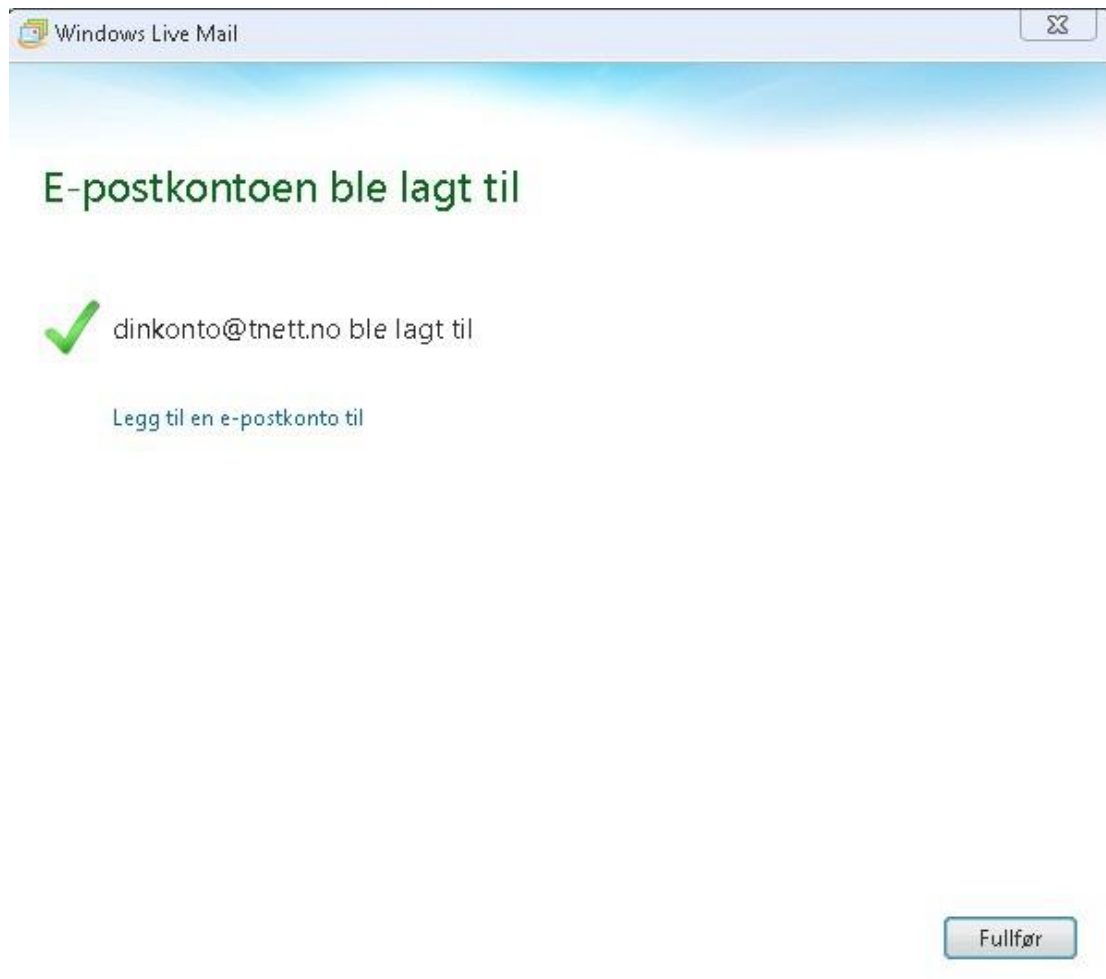 Windows Live Mail
E-postkontoen ble lagt til
dinkonto@tnett.no ble lagt til
Legg til en e-postkonto til
Fullfør